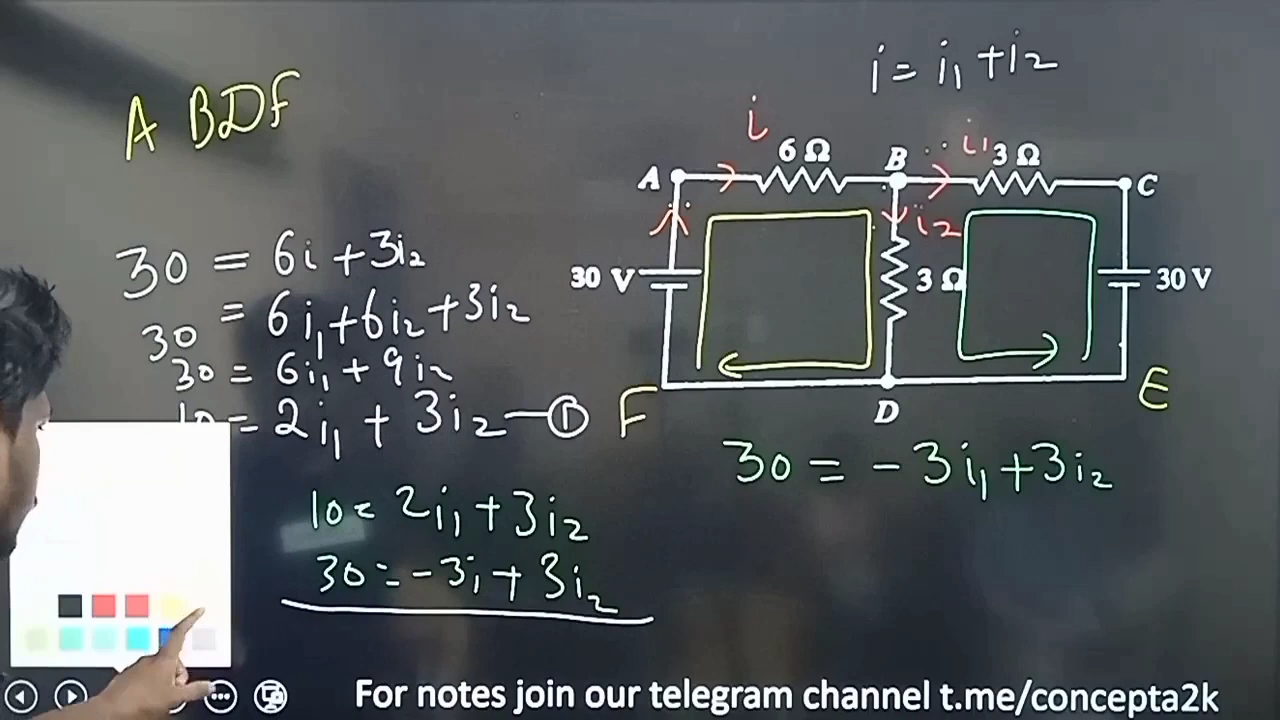 i = i₁ + i₂
A BDF
i
6 Ω
B
i₁
3 Ω
A
C
i₂
30 V
3 Ω
30 V
30 = 6i + 3i₂
30 = 6i₁ + 6i₂ + 3i₂
30 = 6i₁ + 9i₂
10 = 2i₁ + 3i₂ — ①
F
E
D
30 = -3i₁ + 3i₂
10 = 2i₁ + 3i₂
30 = -3i₁ + 3i₂
For notes join our telegram channel t.me/concepta2k